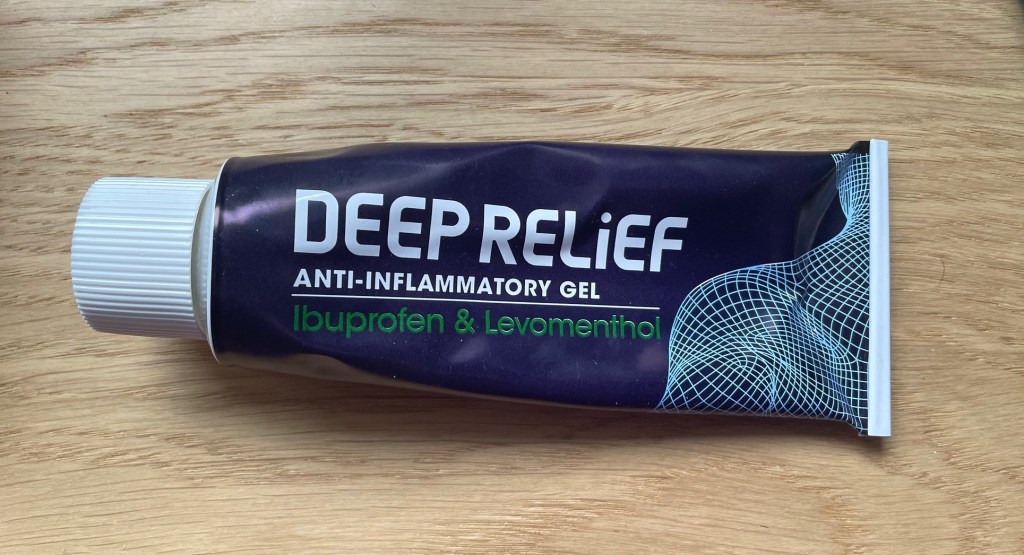 DEEP RELiEF
ANTI-INFLAMMATORY GEL
Ibuprofen & Levomenthol